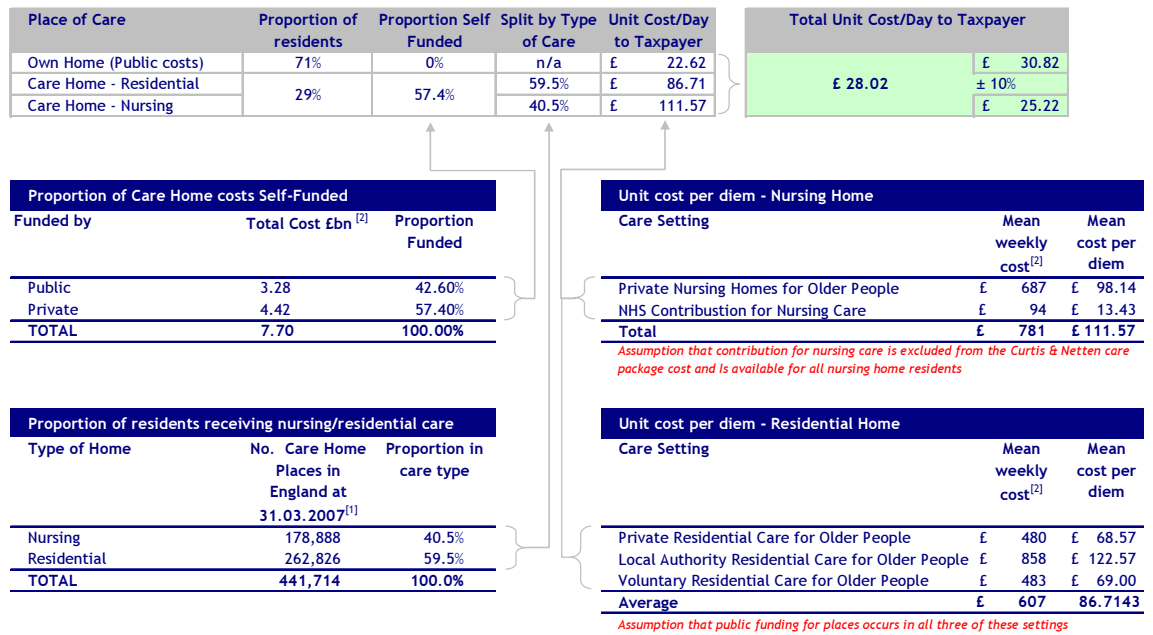 Place of Care Proportion of residents Proportion Self Funded Split by Type of Care Unit Cost/Day to Taxpayer
Own Home (Public costs) 71% 0% n/a £ 22.62
Care Home - Residential 29% 57.4% 59.5% £ 86.71
Care Home - Nursing 40.5% £ 111.57
Total Unit Cost/Day to Taxpayer
£ 28.02
£ 30.82
± 10%
£ 25.22
Proportion of Care Home costs Self-Funded
Funded by Total Cost £bn [2] Proportion Funded
Public 3.28 42.60%
Private 4.42 57.40%
TOTAL 7.70 100.00%
Unit cost per diem - Nursing Home
Care Setting Mean weekly cost[2] Mean cost per diem
Private Nursing Homes for Older People £ 687 £ 98.14
NHS Contribustion for Nursing Care £ 94 £ 13.43
Total £ 781 £ 111.57
Assumption that contribution for nursing care is excluded from the Curtis & Netten care
package cost and is available for all nursing home residents
Proportion of residents receiving nursing/residential care
Type of Home No. Care Home Places in England at 31.03.2007[1] Proportion in care type
Nursing 178,888 40.5%
Residential 262,826 59.5%
TOTAL 441,714 100.0%
Unit cost per diem - Residential Home
Care Setting Mean weekly cost[2] Mean cost per diem
Private Residential Care for Older People £ 480 £ 68.57
Local Authority Residential Care for Older People £ 858 £ 122.57
Voluntary Residential Care for Older People £ 483 £ 69.00
Average £ 607 86.7143
Assumption that public funding for places occurs in all three of these settings